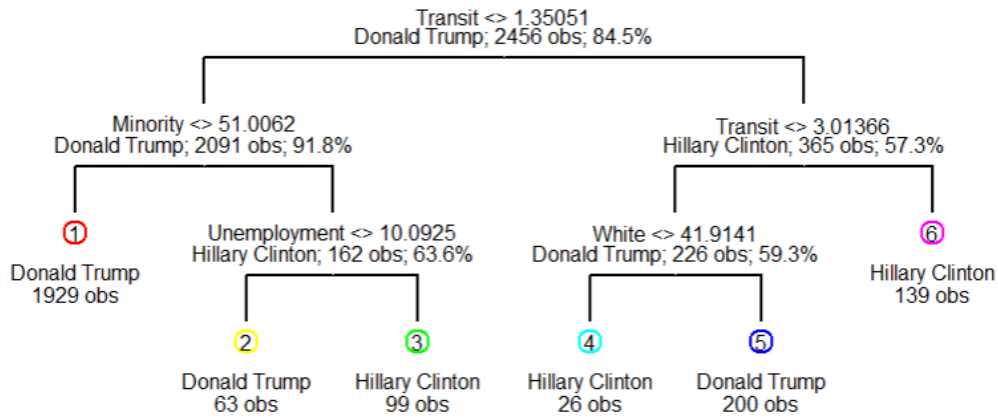 Transit <> 1.35051
Donald Trump; 2456 obs; 84.5%
Minority <> 51.0062
Donald Trump; 2091 obs; 91.8%
Transit <> 3.01366
Hillary Clinton; 365 obs; 57.3%
1
Donald Trump
1929 obs
Unemployment <> 10.0925
Hillary Clinton; 162 obs; 63.6%
White <> 41.9141
Donald Trump; 226 obs; 59.3%
6
Hillary Clinton
139 obs
2
Donald Trump
63 obs
3
Hillary Clinton
99 obs
4
Hillary Clinton
26 obs
5
Donald Trump
200 obs